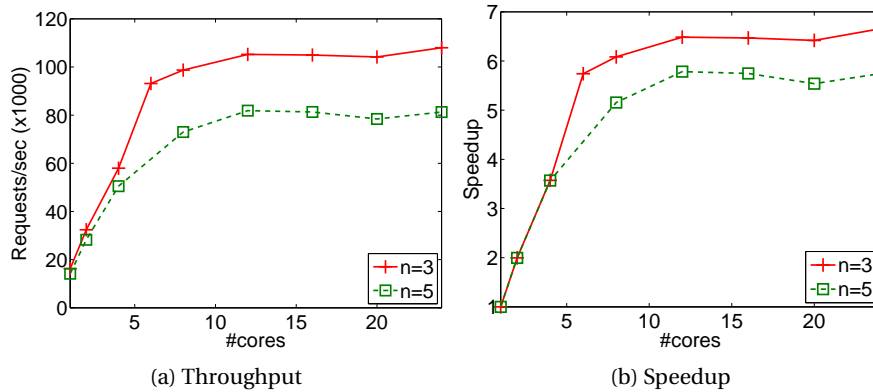 120
100
80
60
40
20
0
Requests/sec (x1000)
5
10
15
20
#cores
n=3
n=5
(a) Throughput
7
6
5
4
3
2
1
Speedup
5
10
15
20
#cores
n=3
n=5
(b) Speedup